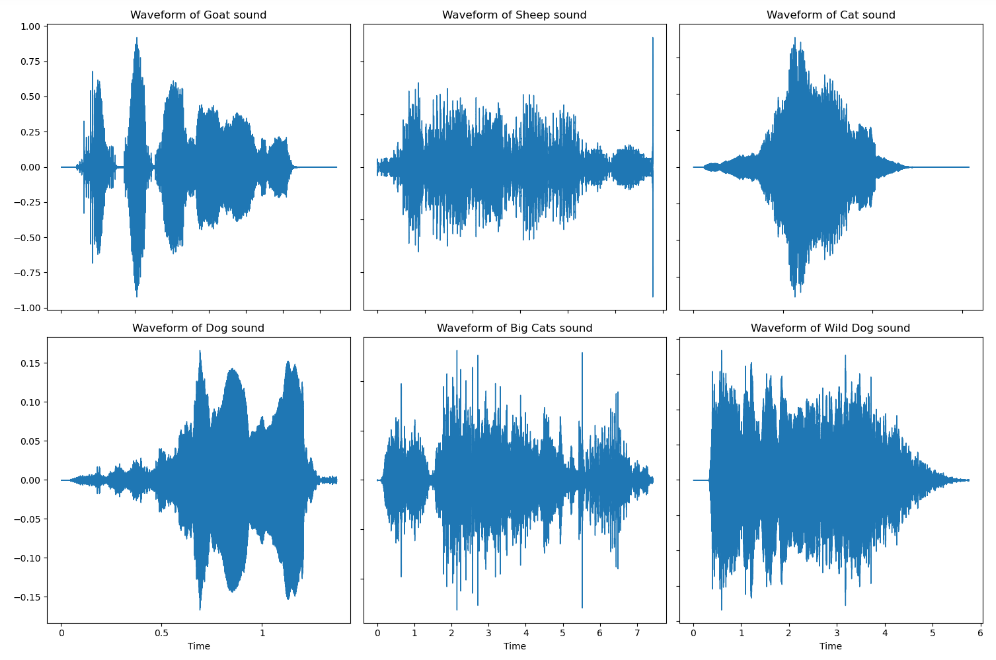 Waveform of Goat sound
Waveform of Sheep sound
Waveform of Cat sound
1.00
0.75
0.50
0.25
0.00
−0.25
−0.50
−0.75
−1.00
Waveform of Dog sound
Waveform of Big Cats sound
Waveform of Wild Dog sound
0.15
0.10
0.05
0.00
−0.05
−0.10
−0.15
0 0.5 1
0 1 2 3 4 5 6 7
0 1 2 3 4 5 6
Time
Time
Time